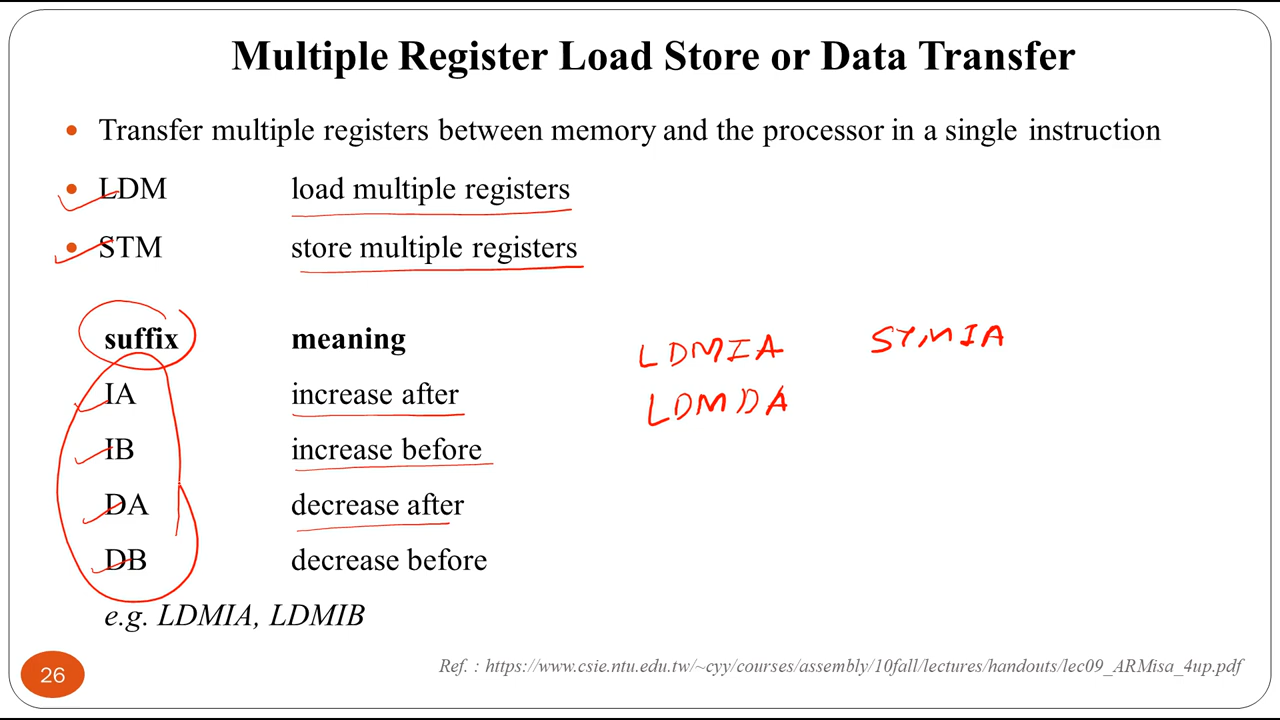 Multiple Register Load Store or Data Transfer
• Transfer multiple registers between memory and the processor in a single instruction
• LDM load multiple registers
• STM store multiple registers
suffix meaning
LDMIA STMIA
IA increase after
LDMDA
IB increase before
DA decrease after
DB decrease before
e.g. LDMIA, LDMIB
26
Ref. : https://www.csie.ntu.edu.tw/~cyy/courses/assembly/10fall/lectures/handouts/lec09_ARMisa_4up.pdf